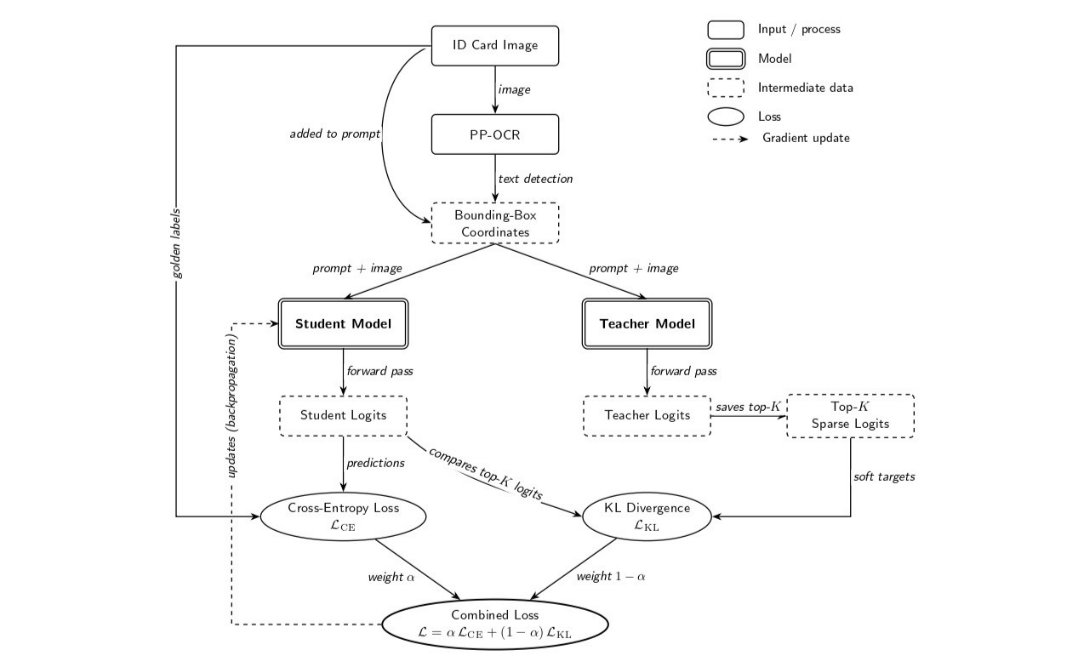 ID Card Image
image
added to prompt
PP-OCR
text detection
Bounding-Box
Coordinates
golden labels
prompt + image
prompt + image
Student Model
Teacher Model
forward pass
forward pass
updates (backpropagation)
Student Logits
Teacher Logits
saves top-K
Top-K
Sparse Logits
predictions
compares top-K logits
soft targets
Cross-Entropy Loss
ℒ_CE
KL Divergence
ℒ_KL
weight α
weight 1 − α
Combined Loss
ℒ = α ℒ_CE + (1 − α) ℒ_KL
Input / process
Model
Intermediate data
Loss
Gradient update